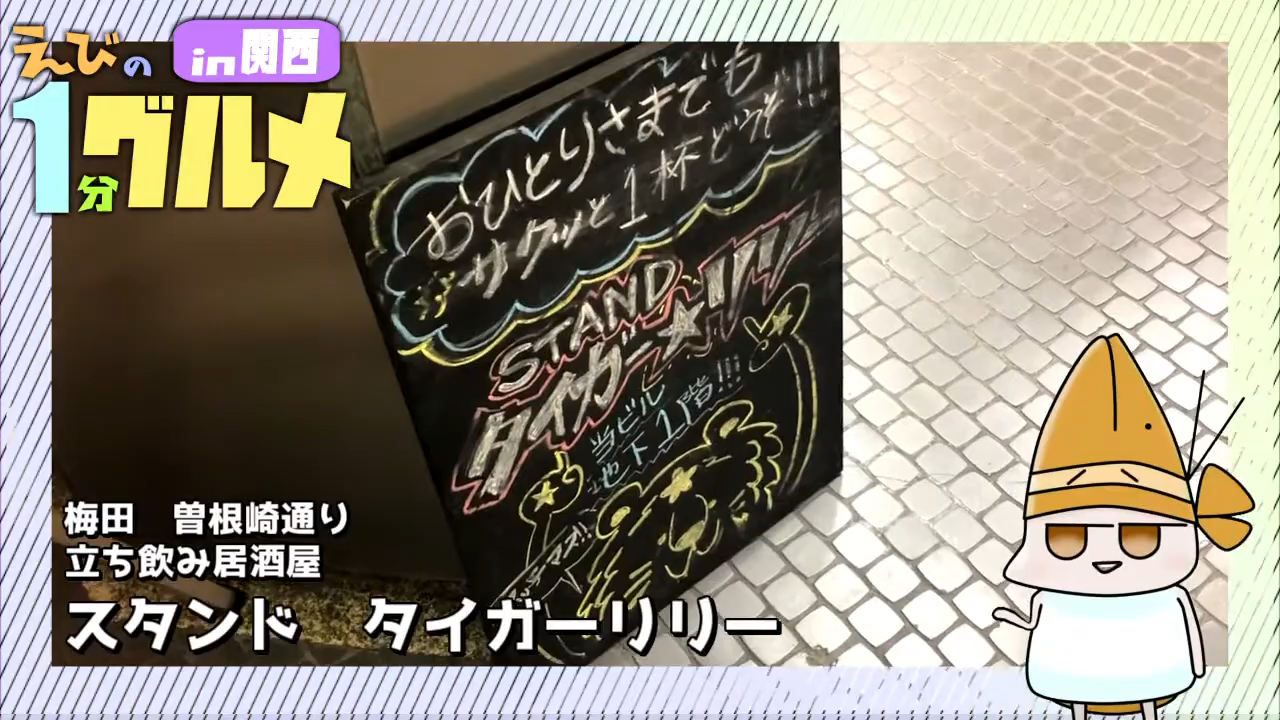 えびの
in関西
1分グルメ
おひとりさまでも
サクッと1杯どうぞ!!!
STAND
タイガー★リリー
当ビル
地下1階!!!
梅田 曽根崎通り
立ち飲み居酒屋
スタンド タイガーリリー